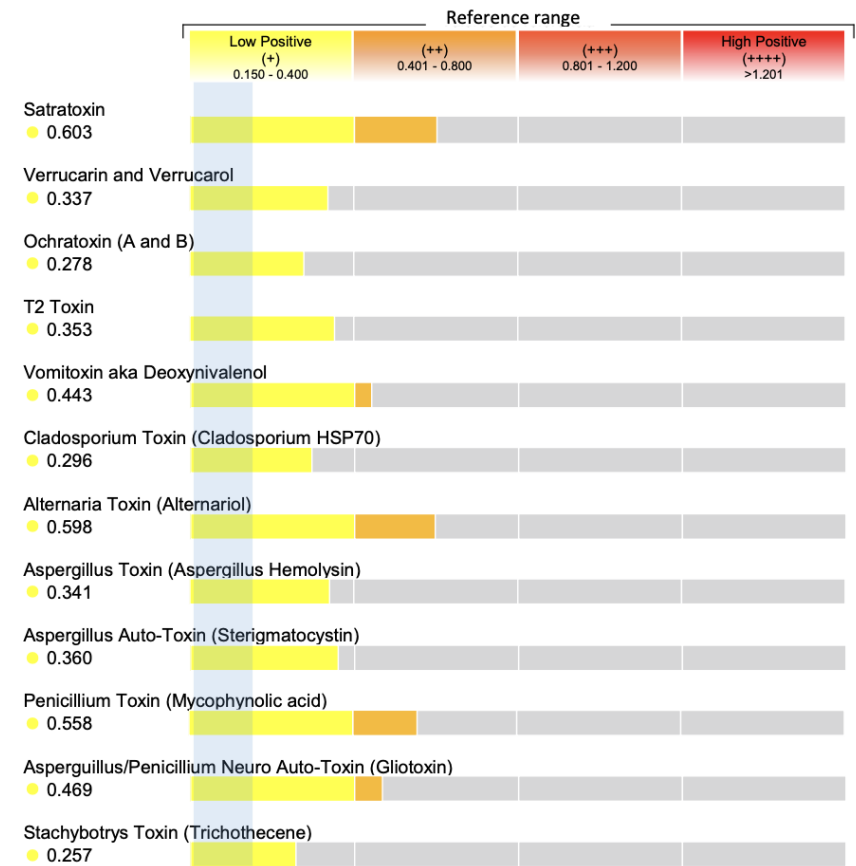 Reference range
Low Positive
(+)
0.150 - 0.400
(++)
0.401 - 0.800
(+++)
0.801 - 1.200
High Positive
(++++)
>1.201
Satratoxin
0.603
Verrucarin and Verrucarol
0.337
Ochratoxin (A and B)
0.278
T2 Toxin
0.353
Vomitoxin aka Deoxynivalenol
0.443
Cladosporium Toxin (Cladosporium HSP70)
0.296
Alternaria Toxin (Alternariol)
0.598
Aspergillus Toxin (Aspergillus Hemolysin)
0.341
Aspergillus Auto-Toxin (Sterigmatocystin)
0.360
Penicillium Toxin (Mycophynolic acid)
0.558
Asperguillus/Penicillium Neuro Auto-Toxin (Gliotoxin)
0.469
Stachybotrys Toxin (Trichothecene)
0.257